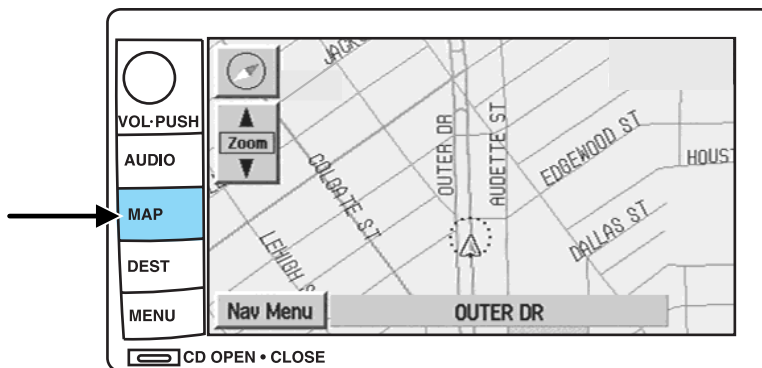 VOL·PUSH
AUDIO
MAP
DEST
MENU
CD OPEN • CLOSE
Zoom
COLGATE ST
OUTER DR
AUDETTE ST
EDGEWOOD ST
DALLAS ST
Nav Menu
OUTER DR